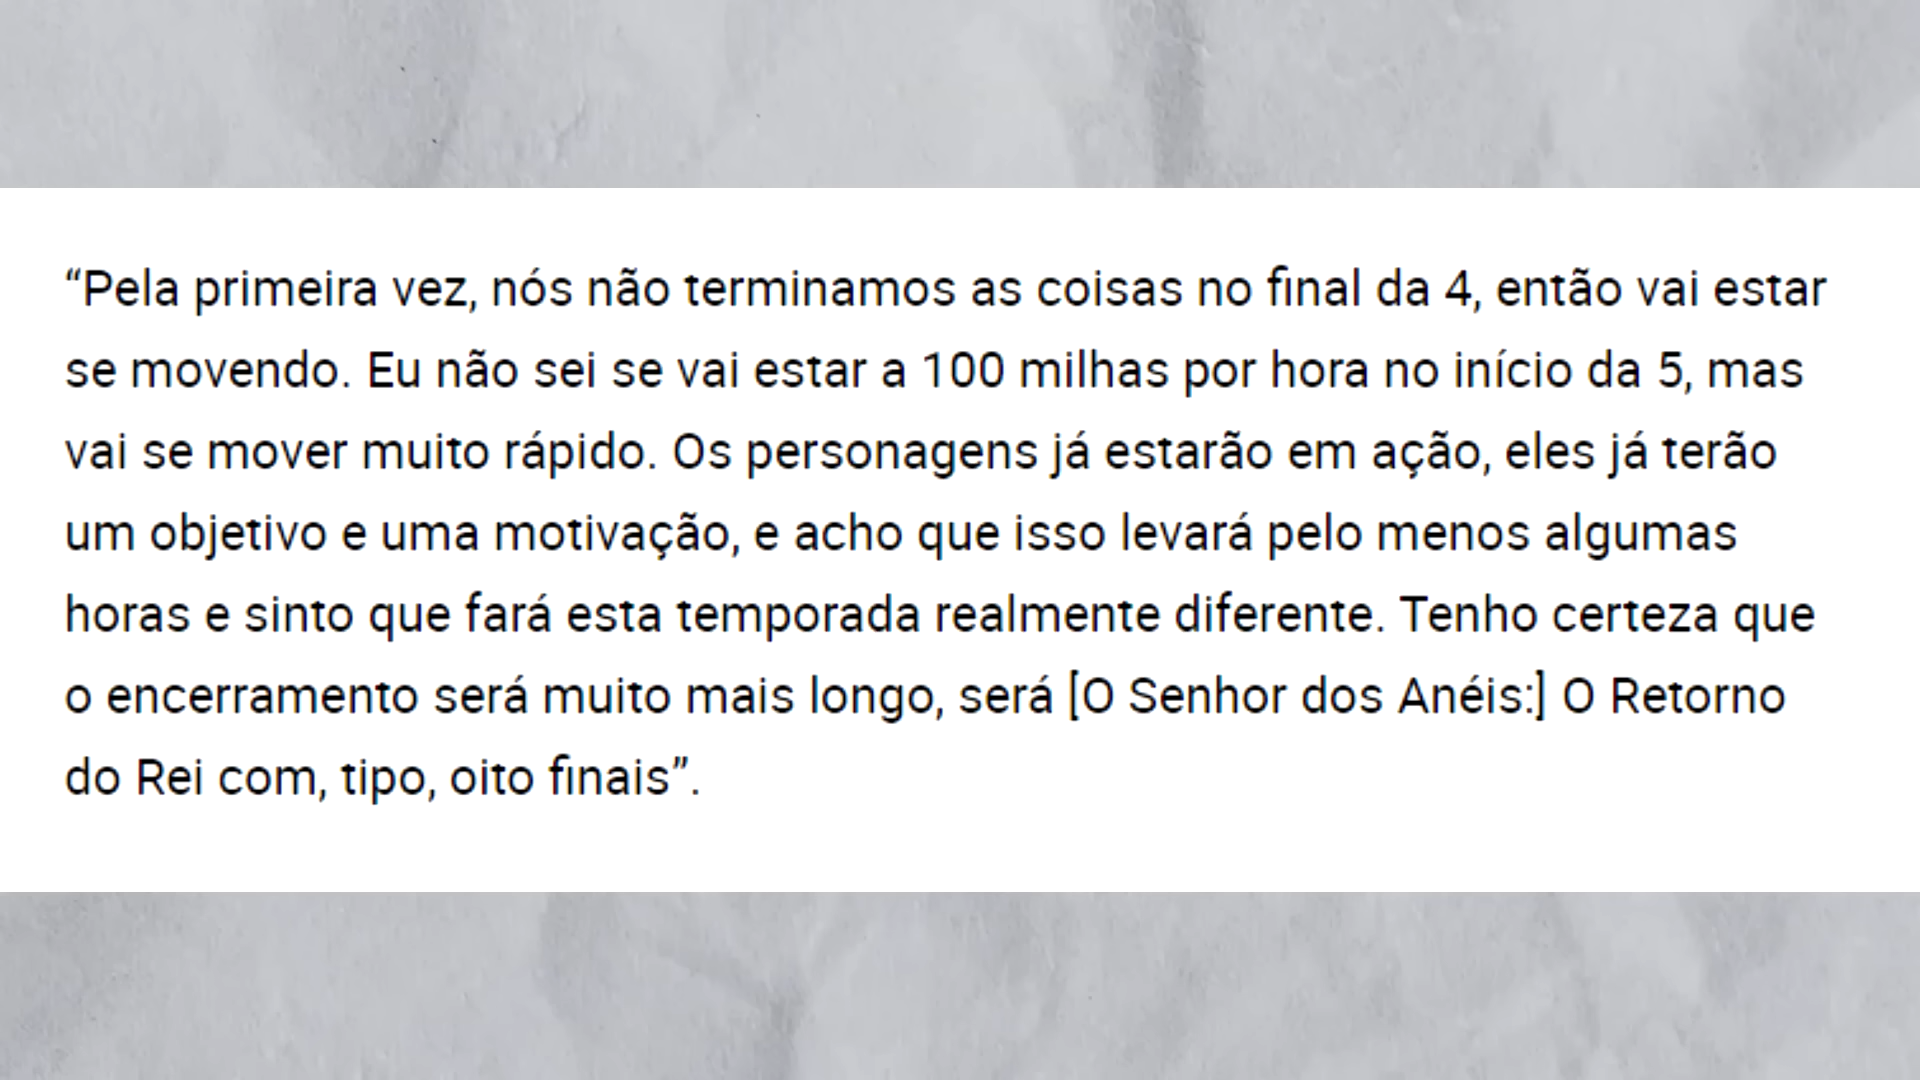 “Pela primeira vez, nós não terminamos as coisas no final da 4, então vai estar
se movendo. Eu não sei se vai estar a 100 milhas por hora no início da 5, mas
vai se mover muito rápido. Os personagens já estarão em ação, eles já terão
um objetivo e uma motivação, e acho que isso levará pelo menos algumas
horas e sinto que fará esta temporada realmente diferente. Tenho certeza que
o encerramento será muito mais longo, será [O Senhor dos Anéis:] O Retorno
do Rei com, tipo, oito finais”.